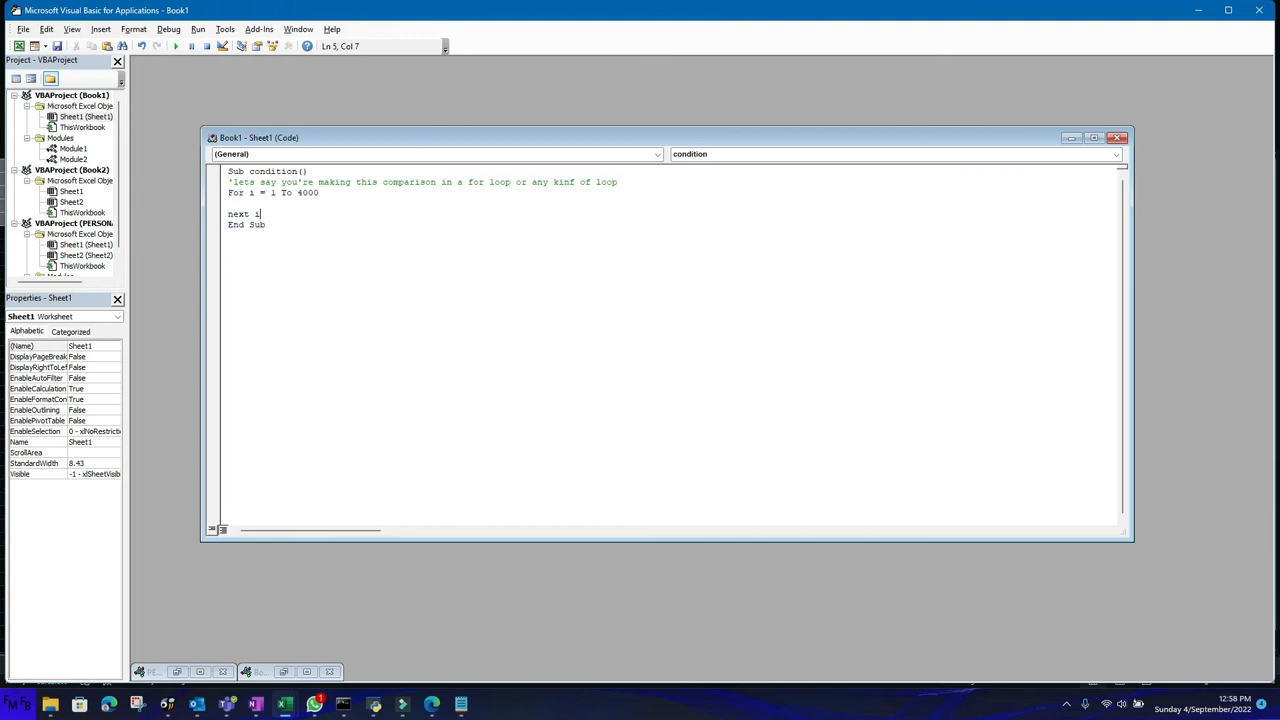 Microsoft Visual Basic for Applications - Book1
File Edit View Insert Format Debug Run Tools Add-Ins Window Help
Ln 5, Col 7
Project - VBAProject
VBAProject (Book1)
Microsoft Excel Obje
Sheet1 (Sheet1)
ThisWorkbook
Modules
Module1
Module2
VBAProject (Book2)
Microsoft Excel Obje
Sheet1
Sheet2
ThisWorkbook
VBAProject (PERSON
Microsoft Excel Obje
Sheet1 (Sheet1)
Sheet2 (Sheet2)
ThisWorkbook
Properties - Sheet1
Sheet1 Worksheet
Alphabetic Categorized
(Name) Sheet1
DisplayPageBreak False
DisplayRightToLef False
EnableAutoFilter False
EnableCalculation True
EnableFormatCon True
EnableOutlining False
EnablePivotTable False
EnableSelection 0 - xlNoRestricti
Name Sheet1
ScrollArea
StandardWidth 8.43
Visible -1 - xlSheetVisib
Book1 - Sheet1 (Code)
(General) condition
Sub condition()
'lets say you're making this comparison in a for loop or any kinf of loop
For i = 1 To 4000
next i
End Sub
PE...
Bo...
FM FB
1
12:58 PM
Sunday 4/September/2022
4